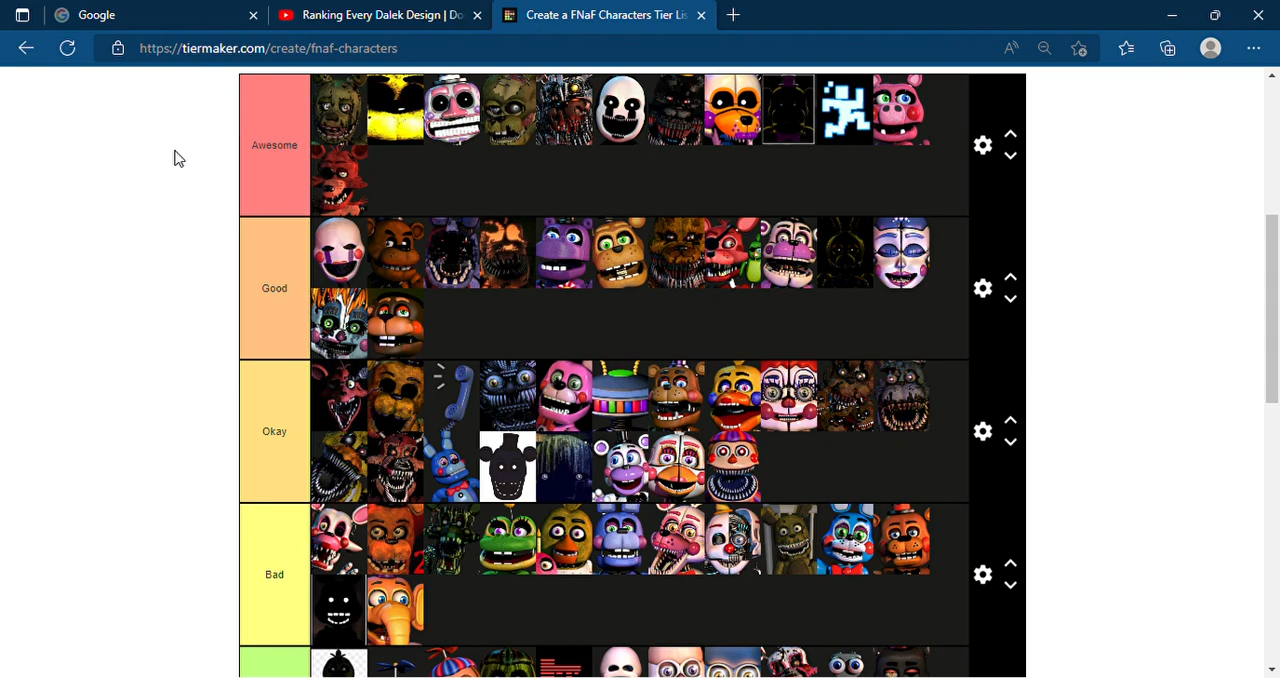 Google
Ranking Every Dalek Design | Do
Create a FNaF Characters Tier Lis
https://tiermaker.com/create/fnaf-characters
Awesome
Good
Okay
Bad